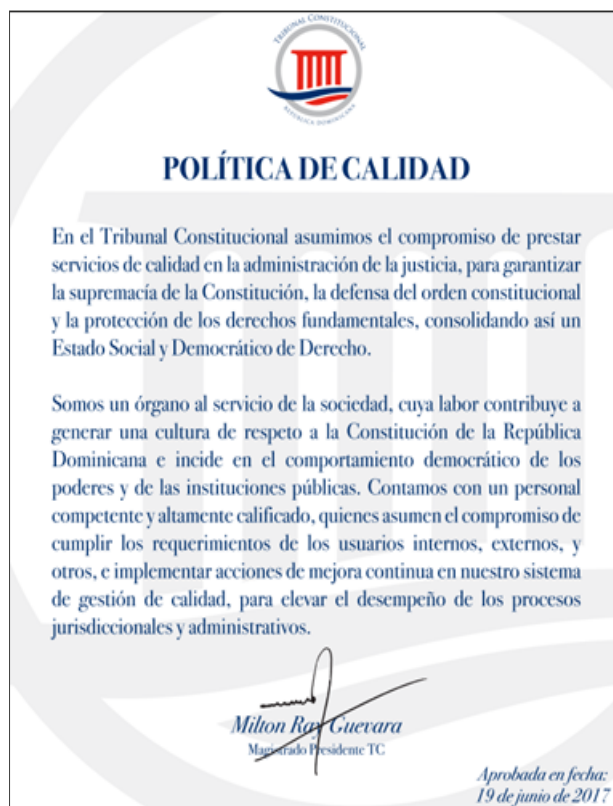 TRIBUNAL CONSTITUCIONAL
REPÚBLICA DOMINICANA
POLÍTICA DE CALIDAD
En el Tribunal Constitucional asumimos el compromiso de prestar
servicios de calidad en la administración de la justicia, para garantizar
la supremacía de la Constitución, la defensa del orden constitucional
y la protección de los derechos fundamentales, consolidando así un
Estado Social y Democrático de Derecho.
Somos un órgano al servicio de la sociedad, cuya labor contribuye a
generar una cultura de respeto a la Constitución de la República
Dominicana e incide en el comportamiento democrático de los
poderes y de las instituciones públicas. Contamos con un personal
competente y altamente calificado, quienes asumen el compromiso de
cumplir los requerimientos de los usuarios internos, externos, y
otros, e implementar acciones de mejora continua en nuestro sistema
de gestión de calidad, para elevar el desempeño de los procesos
jurisdiccionales y administrativos.
Milton Ray Guevara
Magistrado Presidente TC
Aprobada en fecha:
19 de junio de 2017